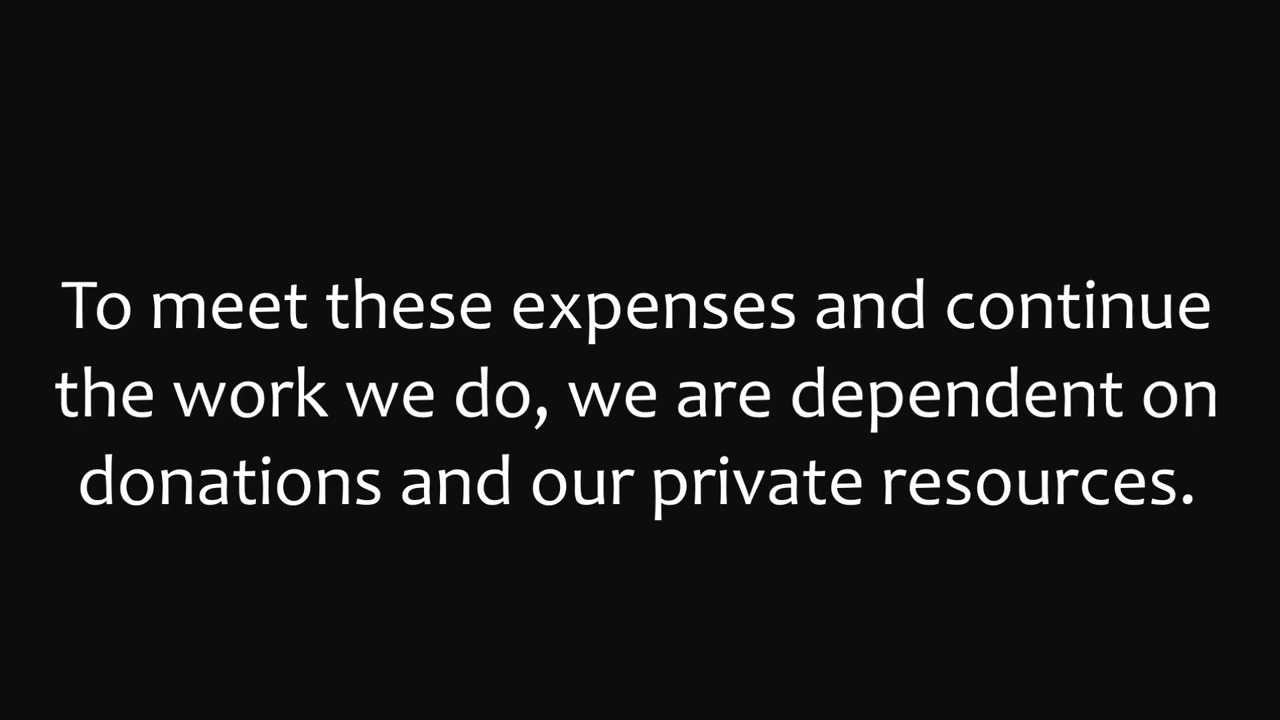 To meet these expenses and continue
the work we do, we are dependent on
donations and our private resources.